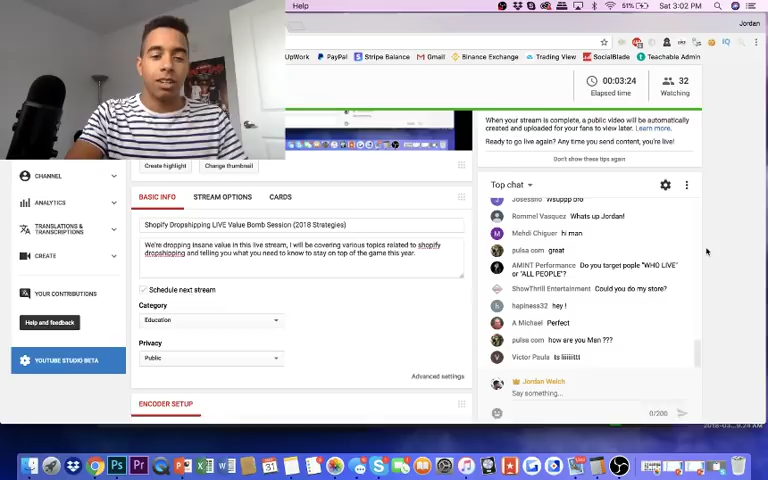 Help
51%
Sat 3:02 PM
Jordan
UpWork
PayPal
Stripe Balance
Gmail
Binance Exchange
Trading View
SocialBlade
Teachable Admin
00:03:24
Elapsed time
32
Watching
When your stream is complete, a public video will be automatically
created and uploaded for your fans to view later. Learn more.
Ready to go live again? Any time you send content, you're live!
Don't show these tips again
Create highlight
Change thumbnail
CHANNEL
ANALYTICS
TRANSLATIONS &
TRANSCRIPTIONS
CREATE
YOUR CONTRIBUTIONS
Help and feedback
YOUTUBE STUDIO BETA
BASIC INFO
STREAM OPTIONS
CARDS
Shopify Dropshipping LIVE Value Bomb Session (2018 Strategies)
We're dropping insane value in this live stream, I will be covering various topics related to shopify
dropshipping and telling you what you need to know to stay on top of the game this year.
Schedule next stream
Category
Education
Privacy
Public
Advanced settings
ENCODER SETUP
Top chat
Rommel Vasquez Whats up Jordan!
Mehdi Chiguer hi man
pulsa com great
AMINT Performance Do you target pople "WHO LIVE"
or "ALL PEOPLE"?
ShowThrill Entertainment Could you do my store?
hapiness32 hey !
A Michael Perfect
pulsa com how are you Man ???
Victor Paula
Jordan Welch
Say something...
0/200